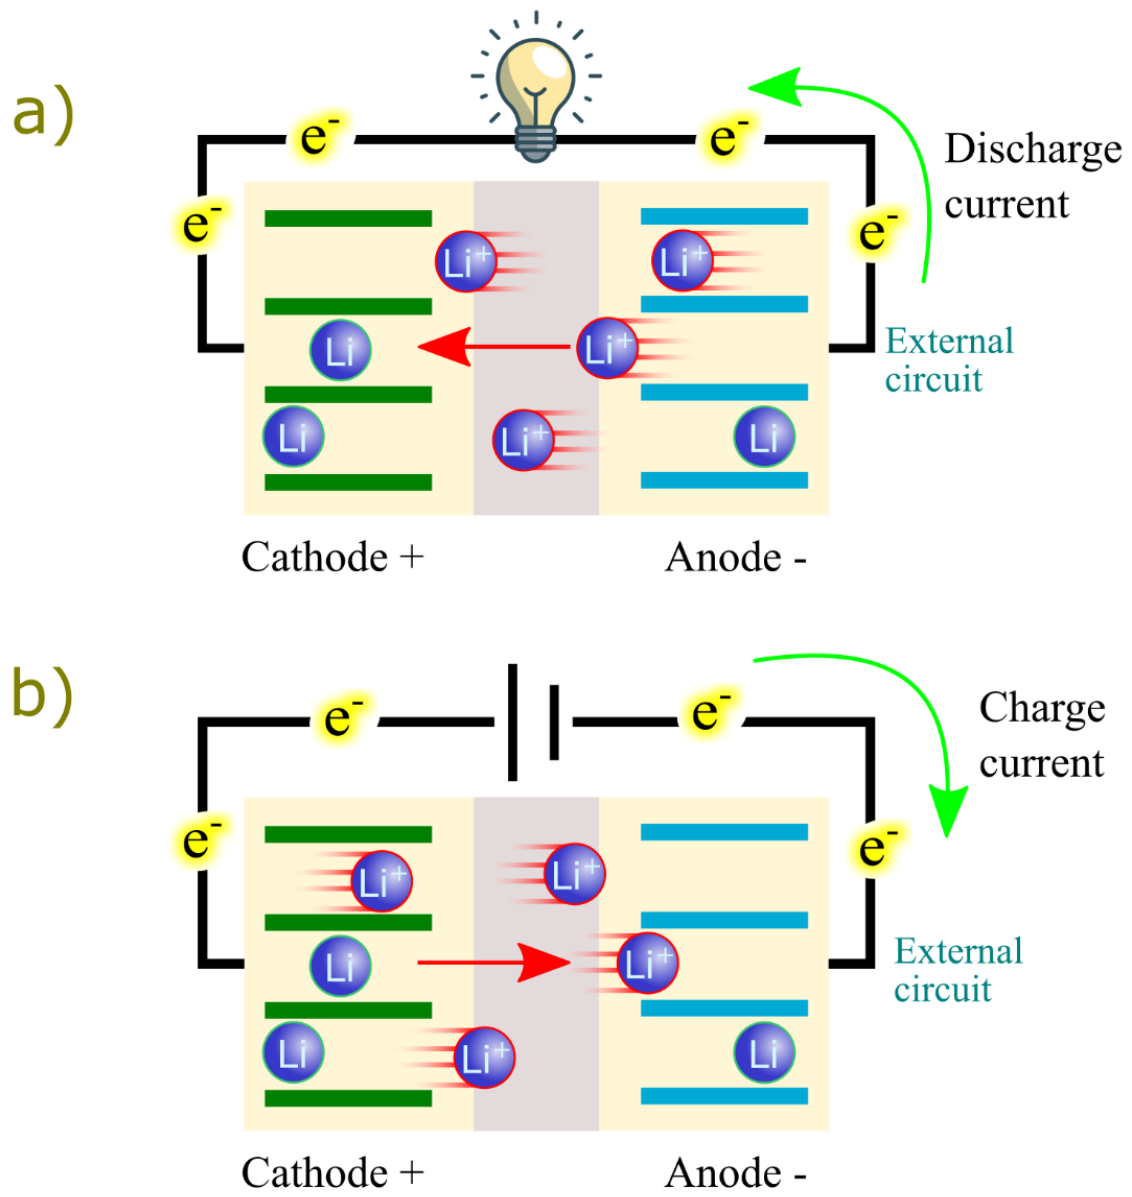 a)
e-
e-
Discharge
current
e-
e-
Li+
Li+
Li
Li+
External
circuit
Li
Li+
Li
Cathode +
Anode -
b)
e-
e-
Charge
current
e-
e-
Li+
Li+
Li
Li+
External
circuit
Li
Li+
Li
Cathode +
Anode -